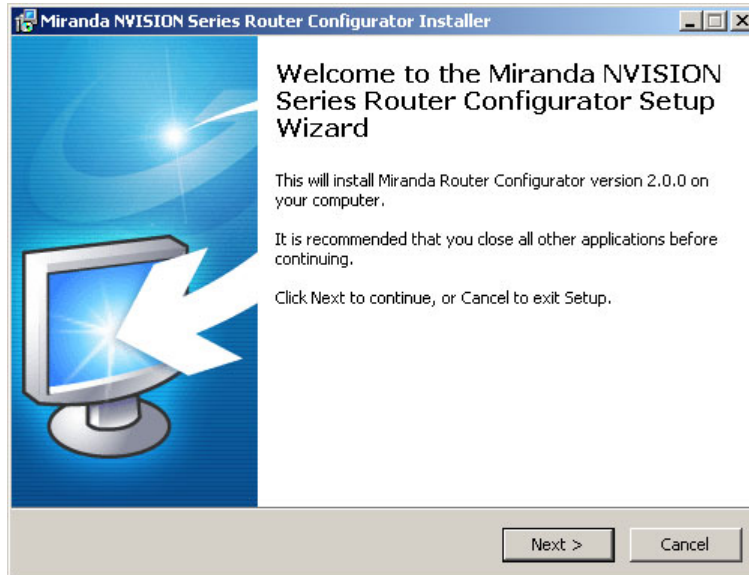 Miranda NVISION Series Router Configurator Installer
Welcome to the Miranda NVISION
Series Router Configurator Setup
Wizard
This will install Miranda Router Configurator version 2.0.0 on
your computer.
It is recommended that you close all other applications before
continuing.
Click Next to continue, or Cancel to exit Setup.
Next >
Cancel